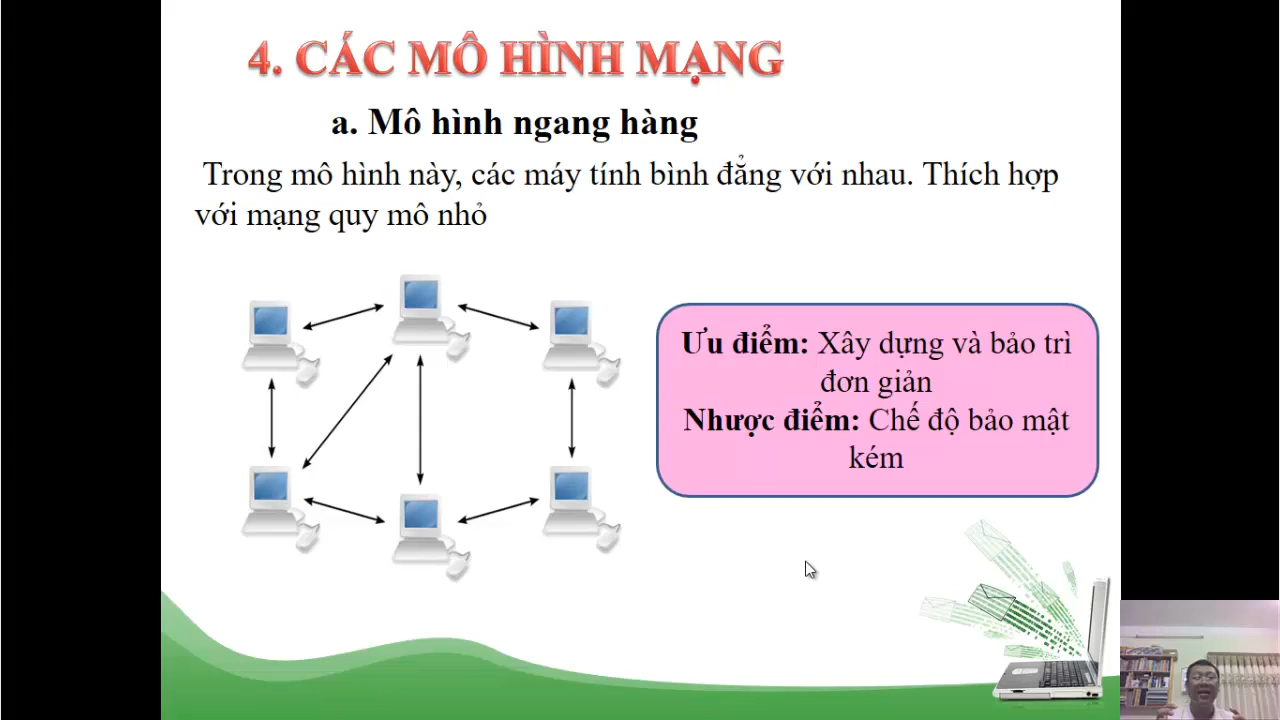 4. CÁC MÔ HÌNH MẠNG
a. Mô hình ngang hàng
Trong mô hình này, các máy tính bình đẳng với nhau. Thích hợp
với mạng quy mô nhỏ
Ưu điểm: Xây dựng và bảo trì
đơn giản
Nhược điểm: Chế độ bảo mật
kém